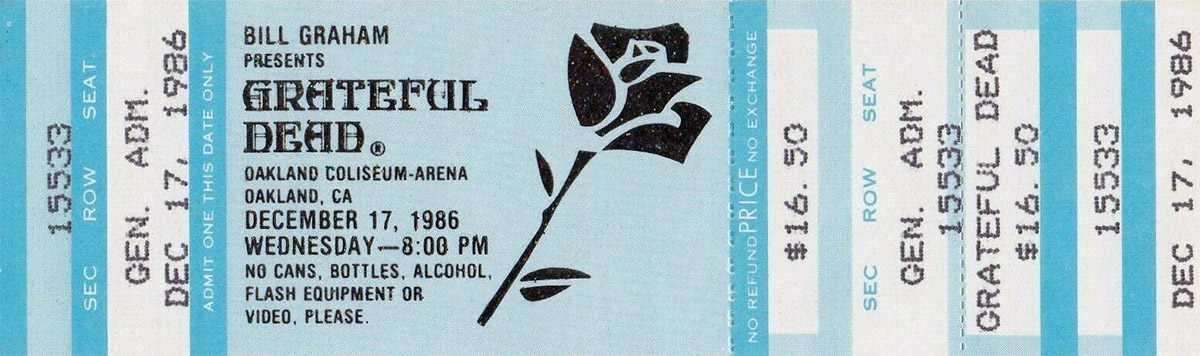 15533
SEC ROW SEAT
GEN. ADM.
DEC 17, 1986
ADMIT ONE THIS DATE ONLY
BILL GRAHAM
PRESENTS
GRATEFUL
DEAD®
OAKLAND COLISEUM-ARENA
OAKLAND, CA
DECEMBER 17, 1986
WEDNESDAY—8:00 PM
NO CANS, BOTTLES, ALCOHOL,
FLASH EQUIPMENT OR
VIDEO, PLEASE.
NO REFUND PRICE NO EXCHANGE
$16.50
SEC ROW SEAT
GEN. ADM.
15533
GRATEFUL DEAD
$16.50
15533
DEC 17, 1986